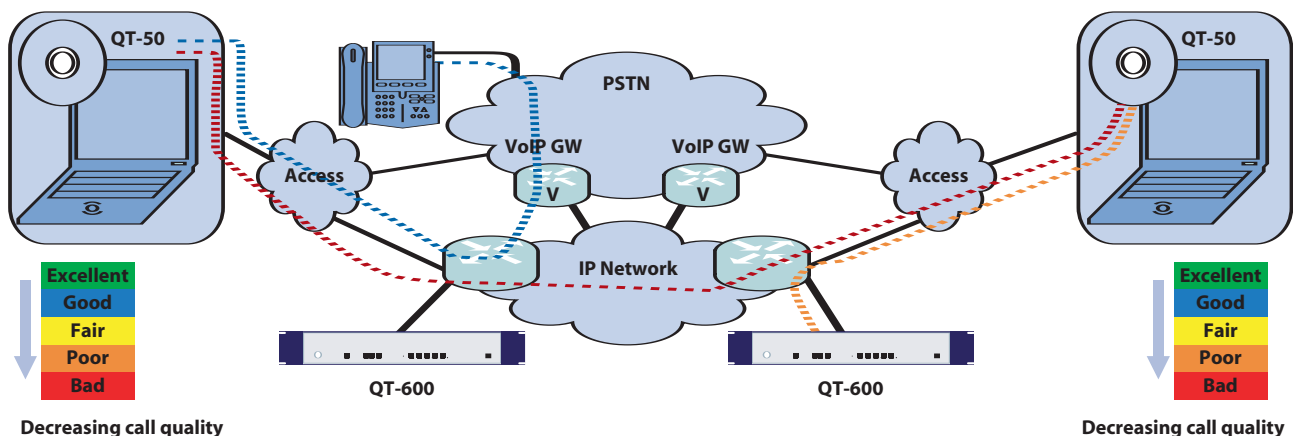 QT-50
PSTN
QT-50
VoIP GW
VoIP GW
Access
Access
V
V
IP Network
Excellent
Good
Fair
Poor
Bad
Excellent
Good
Fair
Poor
Bad
QT-600
QT-600
Decreasing call quality
Decreasing call quality